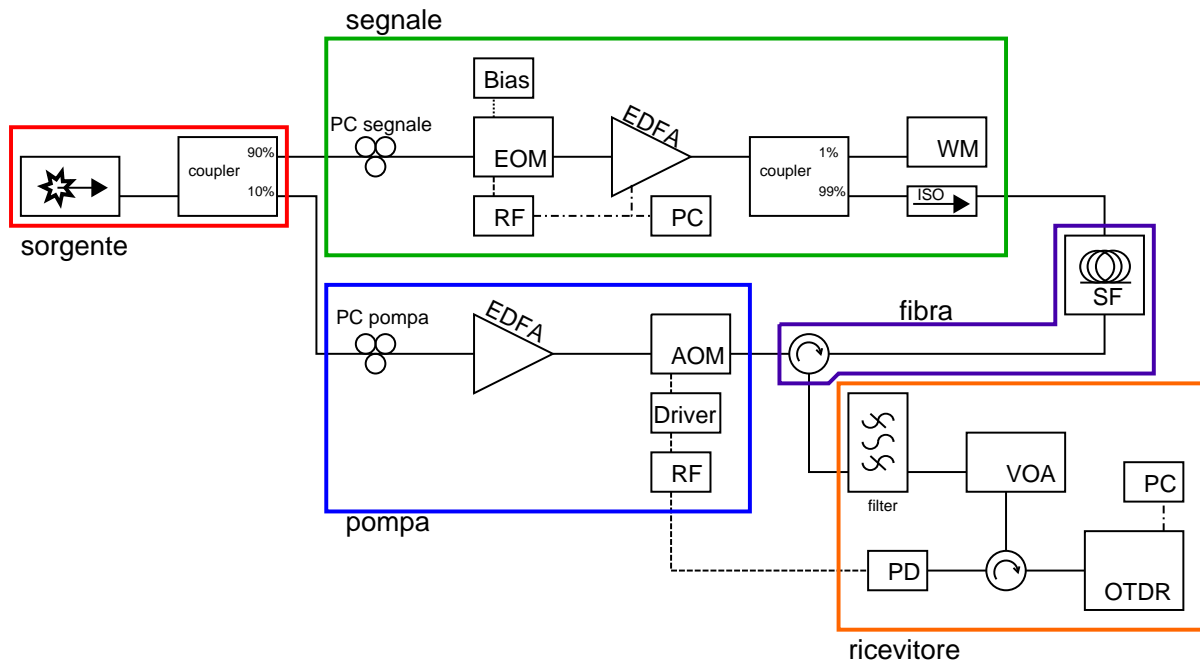 segnale
Bias
PC segnale
EDFA
90%
coupler
10%
EOM
1%
coupler
99%
WM
ISO
RF
PC
sorgente
SF
fibra
PC pompa
EDFA
AOM
Driver
RF
pompa
filter
VOA
PC
PD
OTDR
ricevitore